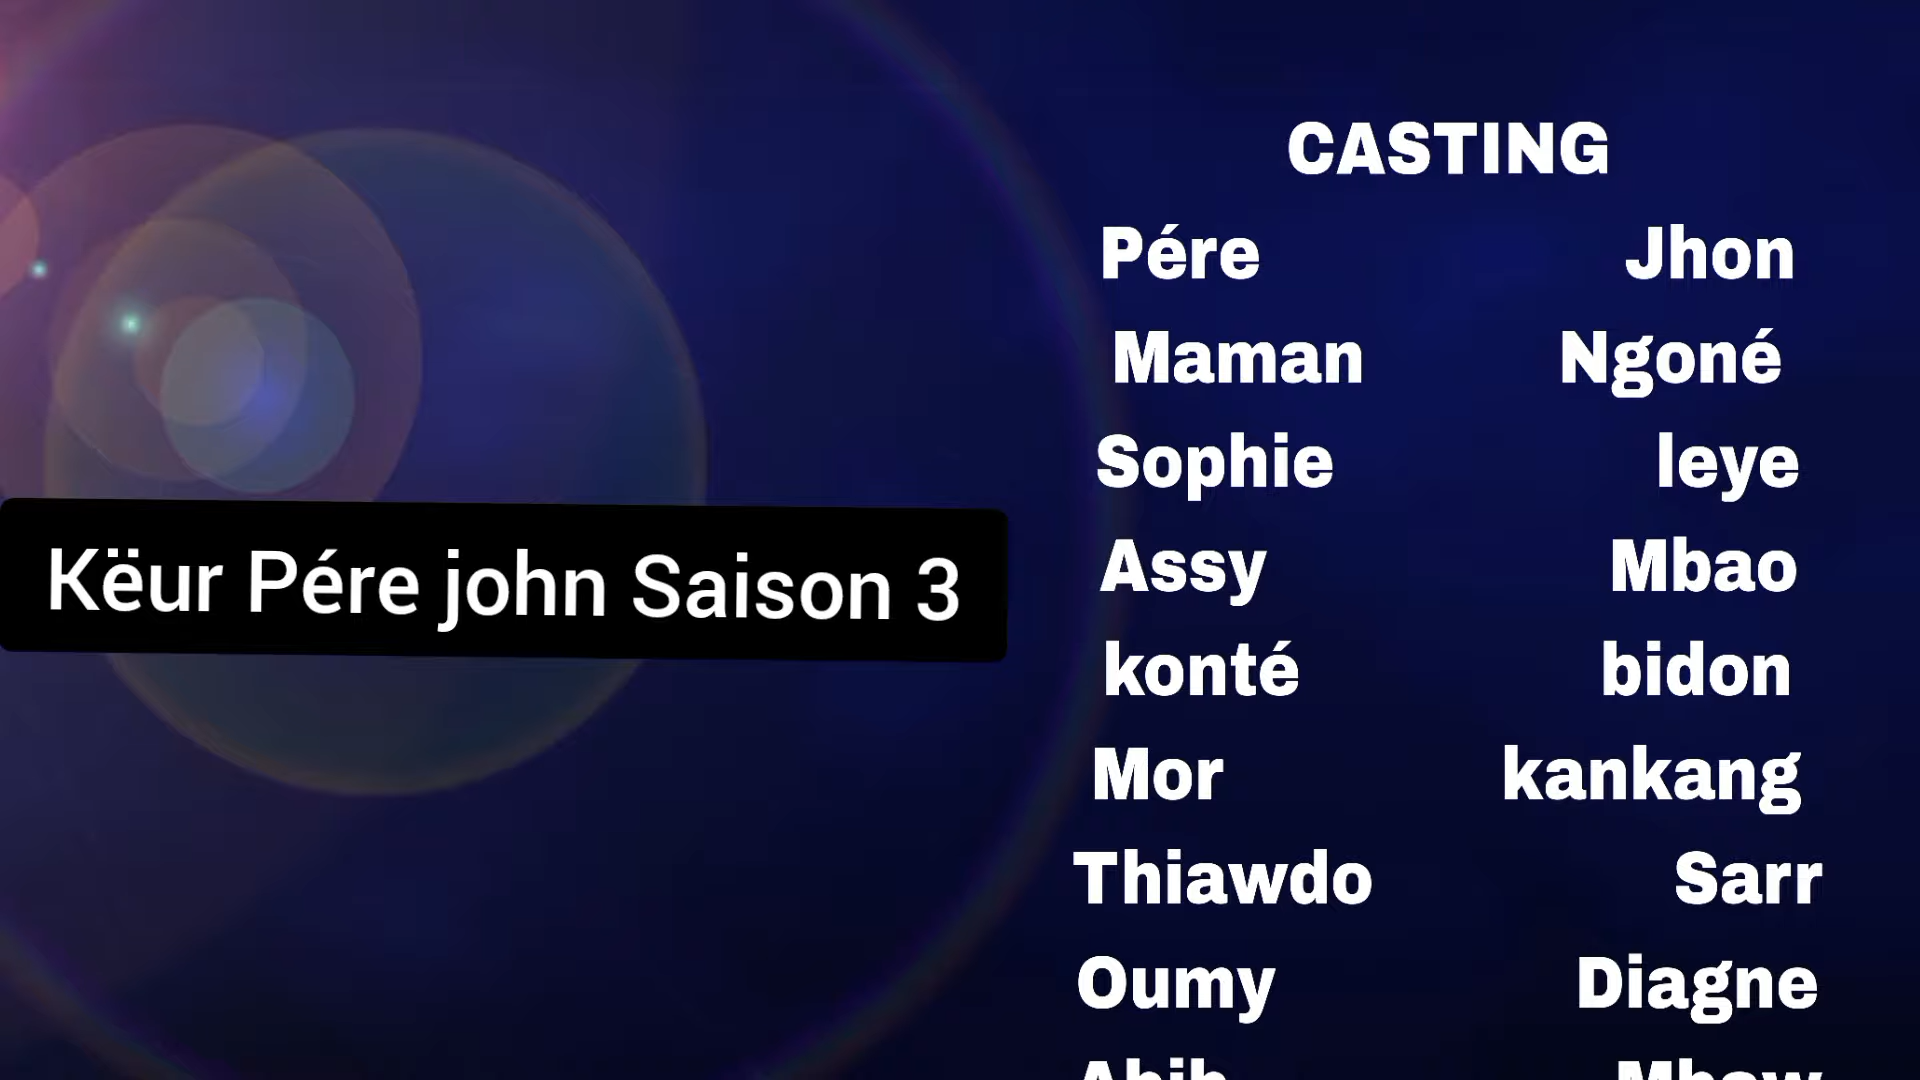 CASTING
Pére Jhon
Maman Ngoné
Sophie leye
Assy Mbao
Këur Pére john Saison 3
konté bidon
Mor kankang
Thiawdo Sarr
Oumy Diagne